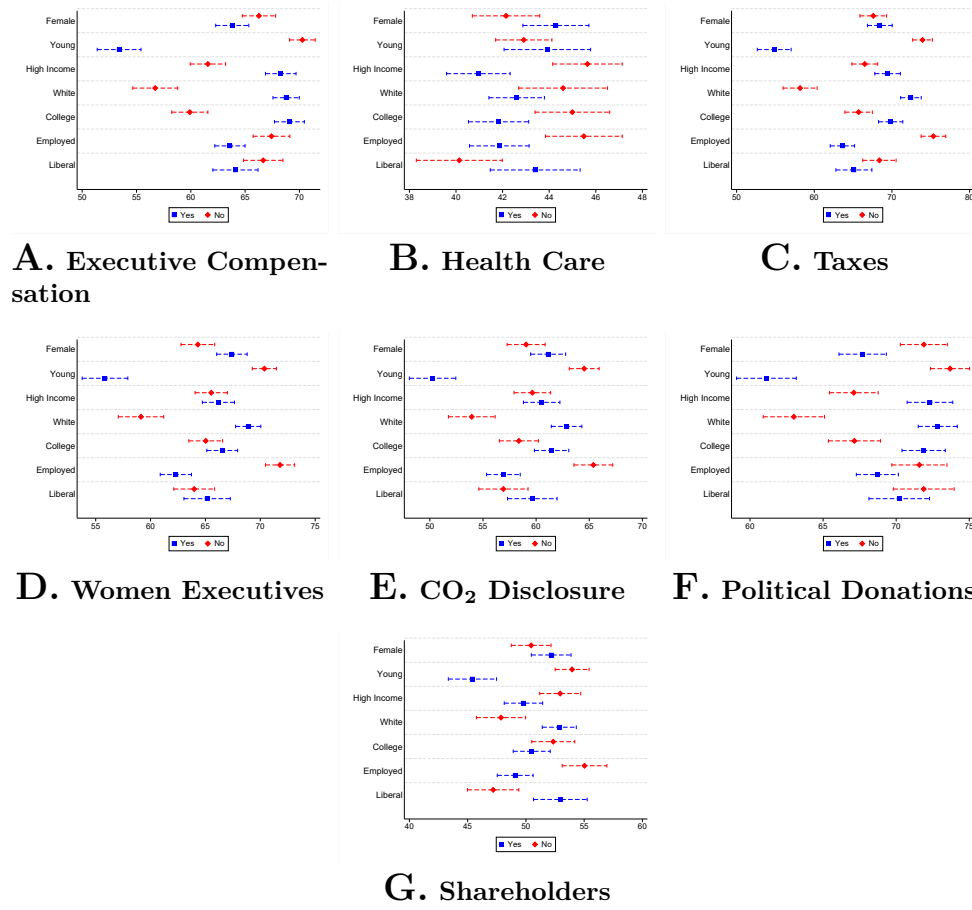 Female
Young
High Income
White
College
Employed
Liberal
50 55 60 65 70
Yes No
A. Executive Compen-
sation
Female
Young
High Income
White
College
Employed
Liberal
38 40 42 44 46 48
Yes No
B. Health Care
Female
Young
High Income
White
College
Employed
Liberal
50 60 70 80
Yes No
C. Taxes
Female
Young
High Income
White
College
Employed
Liberal
55 60 65 70 75
Yes No
D. Women Executives
Female
Young
High Income
White
College
Employed
Liberal
50 55 60 65 70
Yes No
E. CO₂ Disclosure
Female
Young
High Income
White
College
Employed
Liberal
60 65 70 75
Yes No
F. Political Donations
Female
Young
High Income
White
College
Employed
Liberal
40 45 50 55 60
Yes No
G. Shareholders